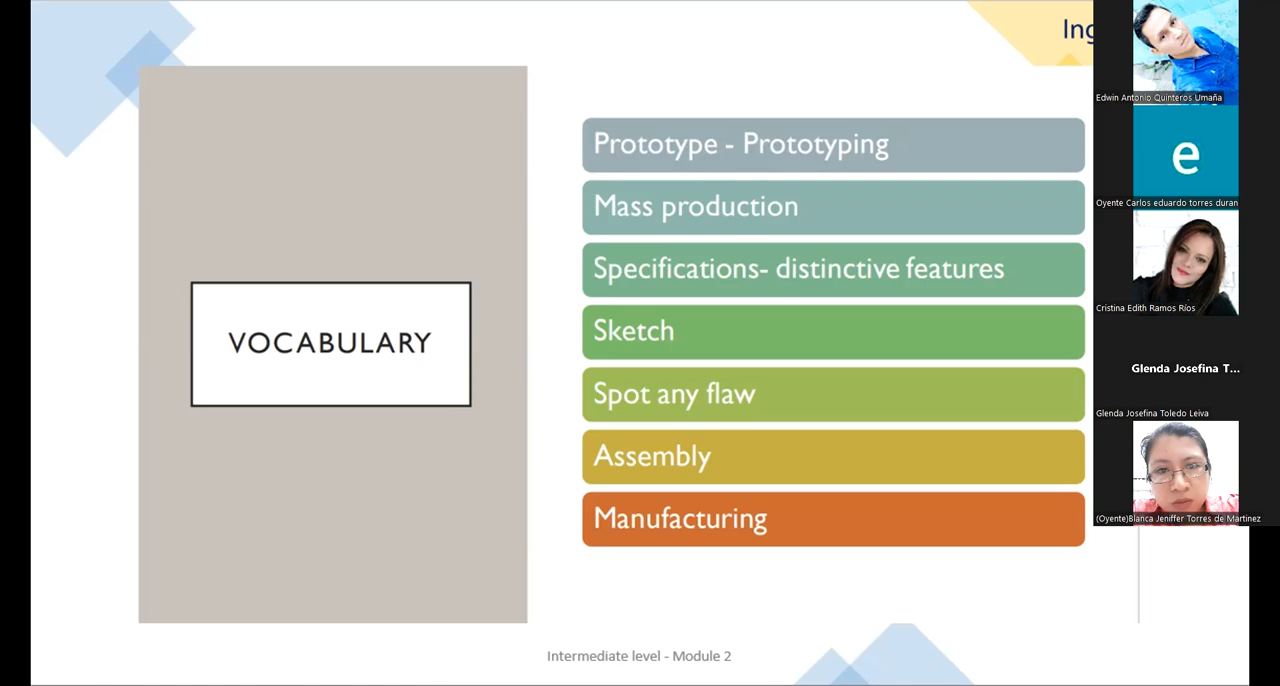 Ing
VOCABULARY
Prototype - Prototyping
Mass production
Specifications- distinctive features
Sketch
Spot any flaw
Assembly
Manufacturing
Intermediate level - Module 2
Edwin Antonio Quinteros Umaña
e
Oyente Carlos eduardo torres duran
Cristina Edith Ramos Ríos
Glenda Josefina T...
Glenda Josefina Toledo Leiva
(Oyente)Blanca Jeniffer Torres de Martinez